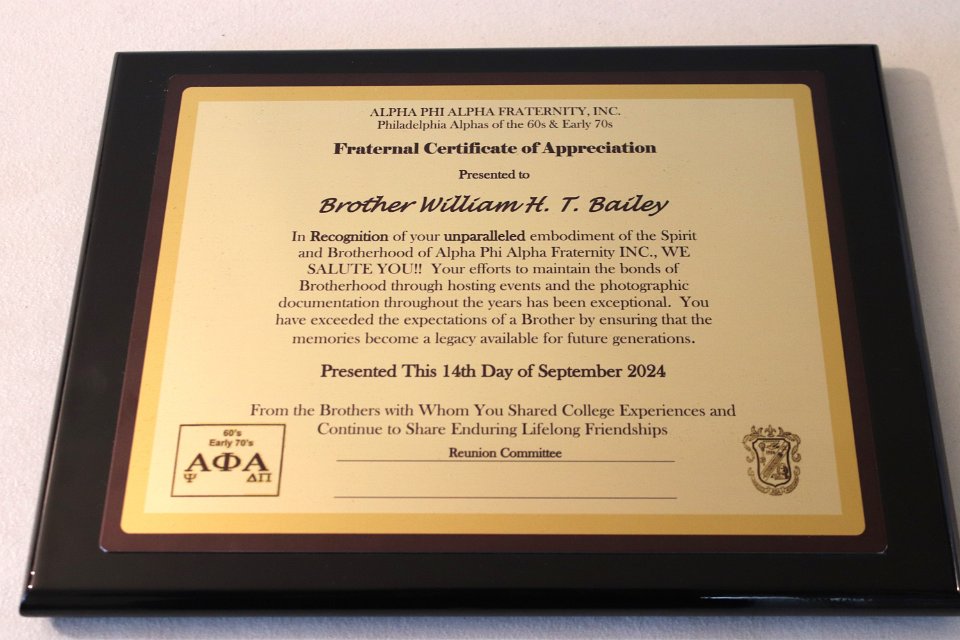 ALPHA PHI ALPHA FRATERNITY, INC.
Philadelphia Alphas of the 60s & Early 70s
Fraternal Certificate of Appreciation
Presented to
Brother William H. T. Bailey
In Recognition of your unparalleled embodiment of the Spirit
and Brotherhood of Alpha Phi Alpha Fraternity INC., WE
SALUTE YOU!! Your efforts to maintain the bonds of
Brotherhood through hosting events and the photographic
documentation throughout the years has been exceptional. You
have exceeded the expectations of a Brother by ensuring that the
memories become a legacy available for future generations.
Presented This 14th Day of September 2024
From the Brothers with Whom You Shared College Experiences and
Continue to Share Enduring Lifelong Friendships
Reunion Committee
60's
Early 70's
ΑΦΑ
Ψ ΔΠ